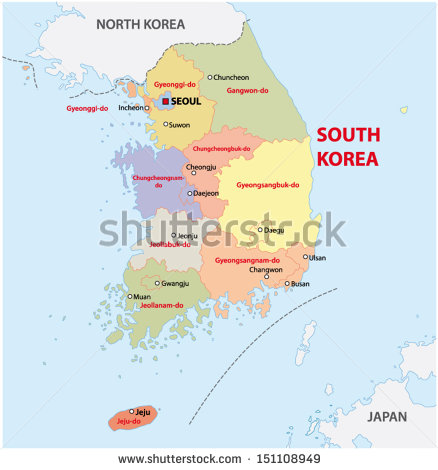 NORTH KOREA
Gyeonggi-do
Chuncheon
Gangwon-do
Gyeonggi-do
Incheon
SEOUL
Suwon
SOUTH
KOREA
Chungcheongbuk-do
Cheongju
Chungcheongnam-
do
Gyeongsangbuk-do
Daejeon
shutterstock
Jeonju
Daegu
Jeollabuk-do
Gyeongsangnam-do
Ulsan
Changwon
Gwangju
Busan
Muan
Jeollanam-do
Jeju
Jeju-do
JAPAN
www.shutterstock.com · 151108949